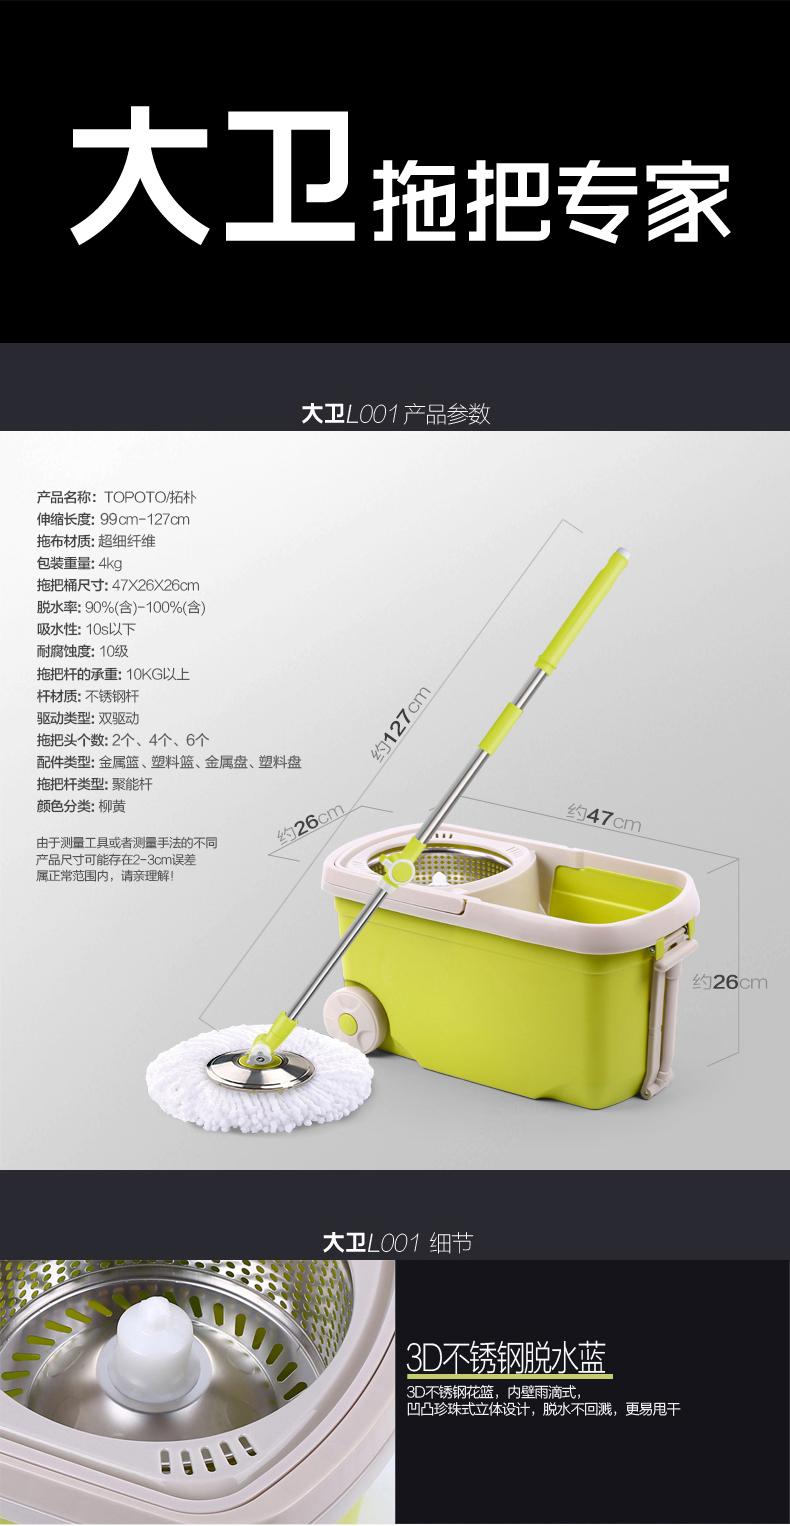 大卫拖把专家
大卫L001产品参数
产品名称：TOPOTO/拓朴
伸缩长度: 99cm-127cm
拖布材质: 超细纤维
包装重量: 4kg
拖把桶尺寸: 47X26X26cm
脱水率: 90%(含)-100%(含)
吸水性: 10s以下
耐腐蚀度: 10级
拖把杆的承重: 10KG以上
杆材质: 不锈钢杆
驱动类型: 双驱动
拖把头个数: 2个、4个、6个
配件类型: 金属篮、塑料篮、金属盘、塑料盘
拖把杆类型: 聚能杆
颜色分类: 柳黄
由于测量工具或者测量手法的不同
产品尺寸可能存在2-3cm误差
属正常范围内，请亲理解！
约127cm
约26cm
约47cm
约26cm
大卫L001 细节
3D不锈钢脱水蓝
3D不锈钢花篮，内壁雨滴式，
凹凸珍珠式立体设计，脱水不回溅，更易甩干